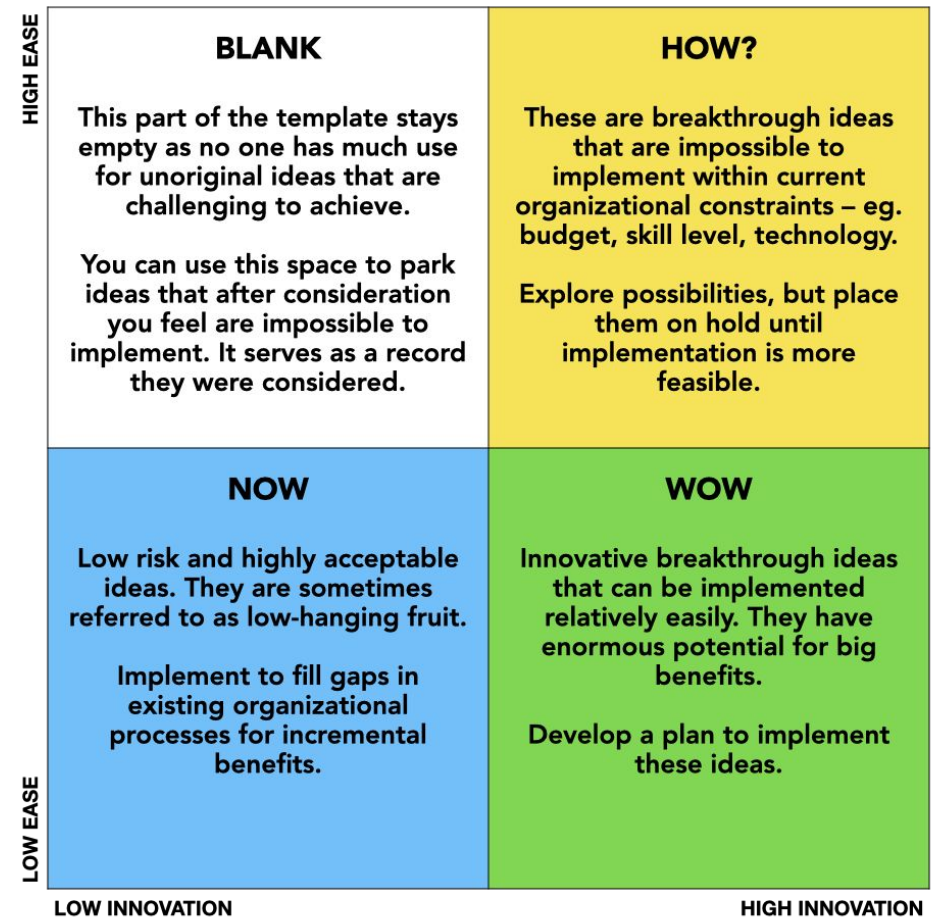 HIGH EASE
BLANK
This part of the template stays
empty as no one has much use
for unoriginal ideas that are
challenging to achieve.
You can use this space to park
ideas that after consideration
you feel are impossible to
implement. It serves as a record
they were considered.
HOW?
These are breakthrough ideas
that are impossible to
implement within current
organizational constraints – eg.
budget, skill level, technology.
Explore possibilities, but place
them on hold until
implementation is more
feasible.
NOW
Low risk and highly acceptable
ideas. They are sometimes
referred to as low-hanging fruit.
Implement to fill gaps in
existing organizational
processes for incremental
benefits.
WOW
Innovative breakthrough ideas
that can be implemented
relatively easily. They have
enormous potential for big
benefits.
Develop a plan to implement
these ideas.
LOW EASE
LOW INNOVATION
HIGH INNOVATION